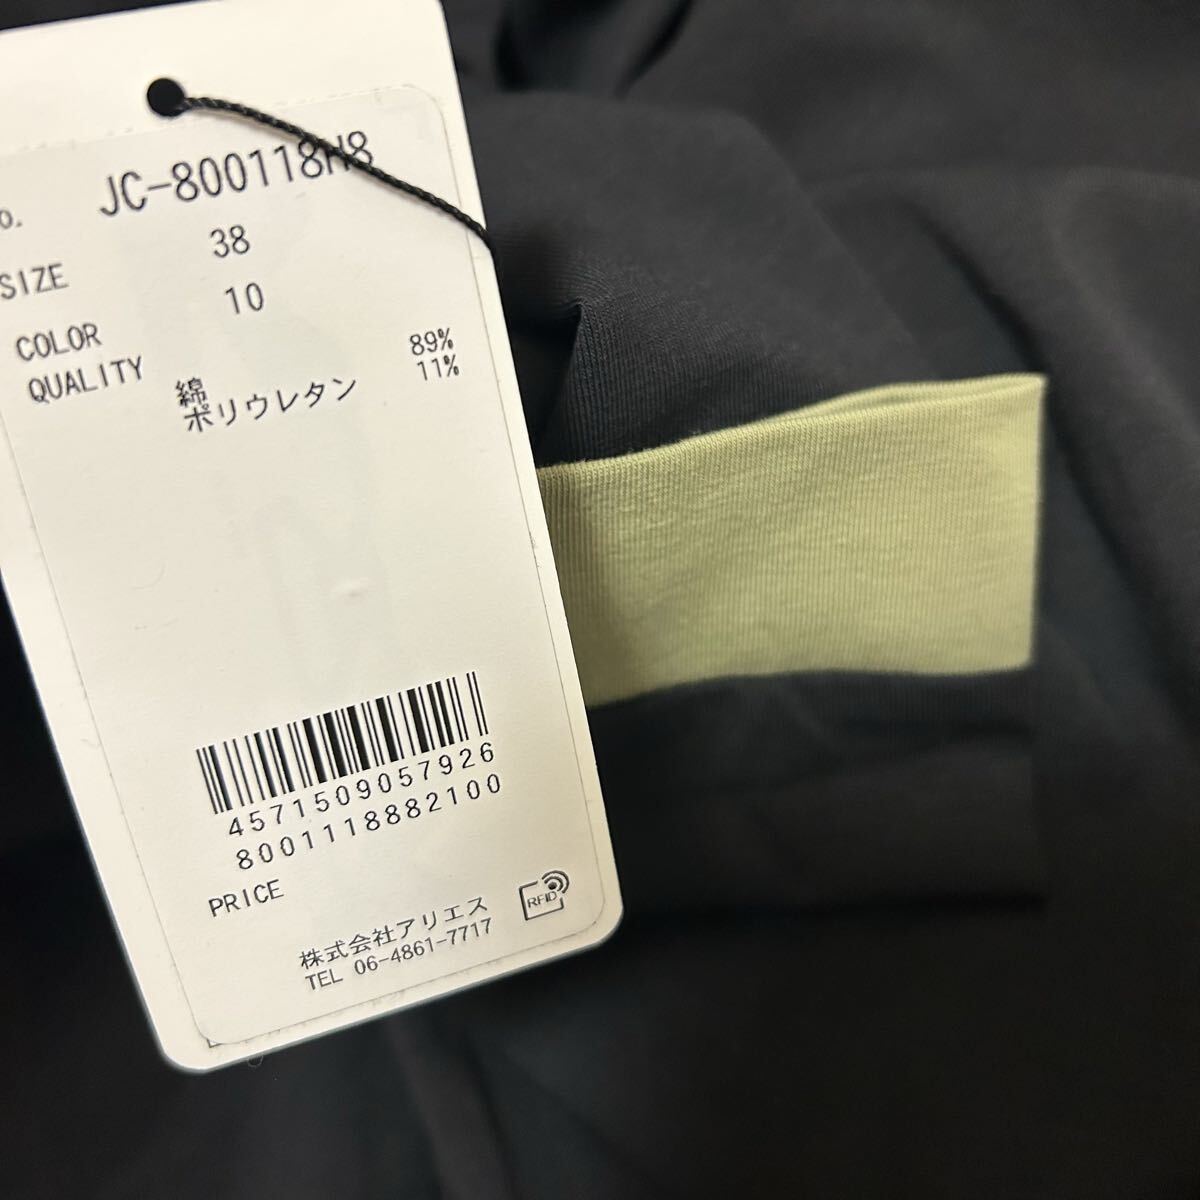 o. JC-800118H8
SIZE 38
COLOR 10
QUALITY 綿 89%
ポリウレタン 11%
4571509057926
8001118882100
PRICE
RFID
株式会社アリエス
TEL 06-4861-7717